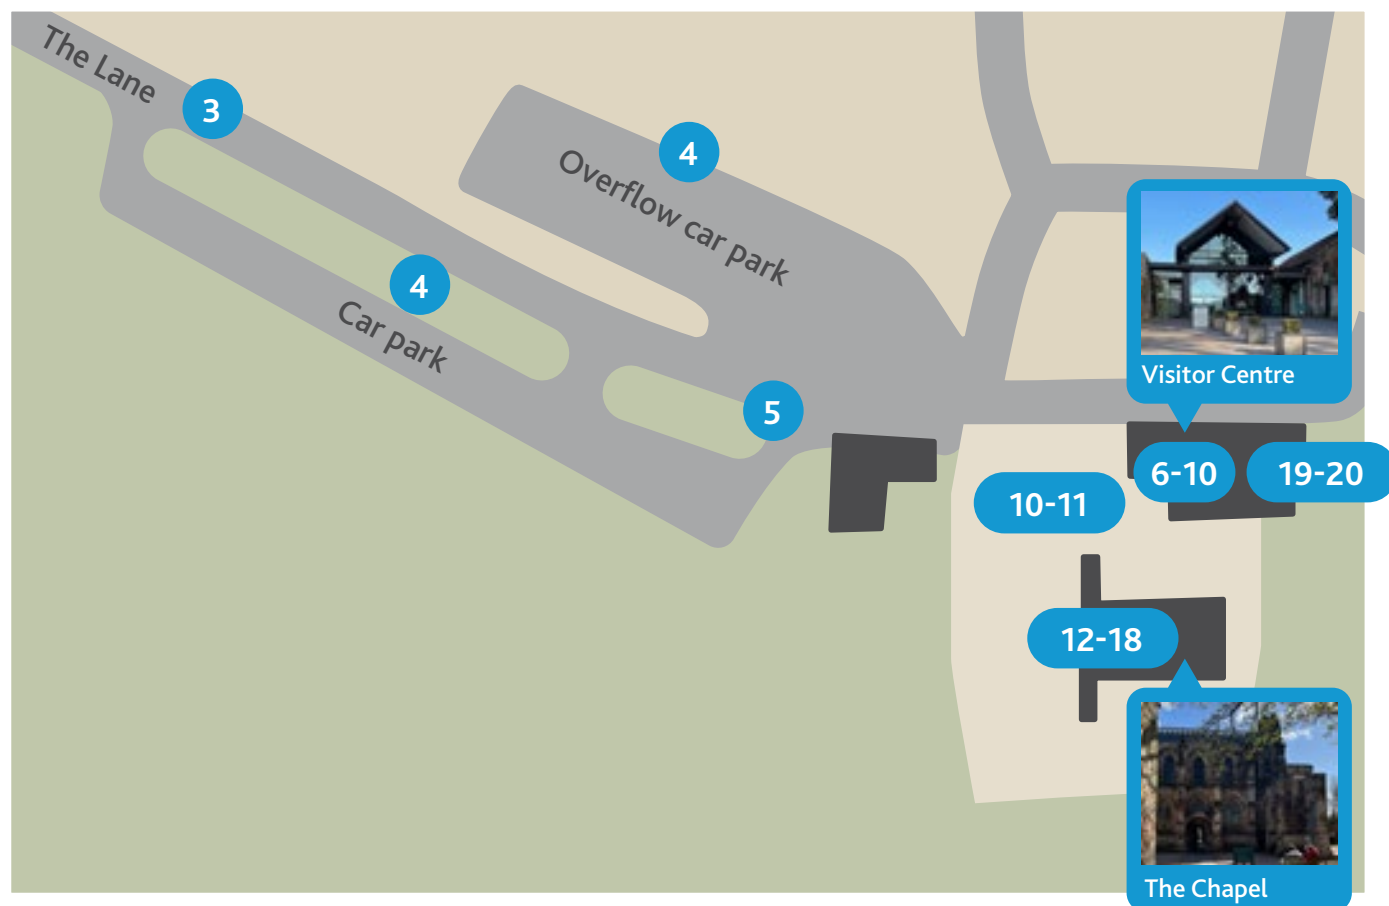 The Lane
3
4
Overflow car park
4
Car park
5
Visitor Centre
6-10
19-20
10-11
12-18
The Chapel